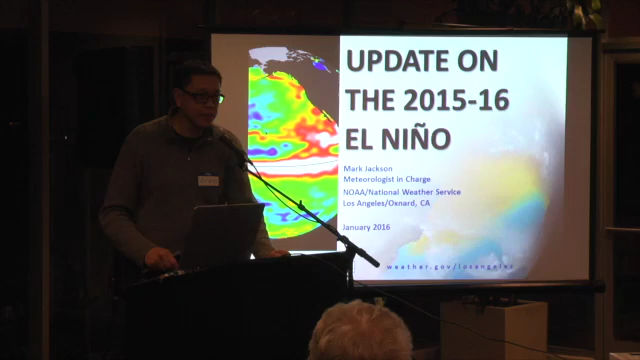 UPDATE ON
THE 2015-16
EL NIÑO
Mark Jackson
Meteorologist in Charge
NOAA/National Weather Service
Los Angeles/Oxnard, CA
January 2016
weather.gov/losangeles